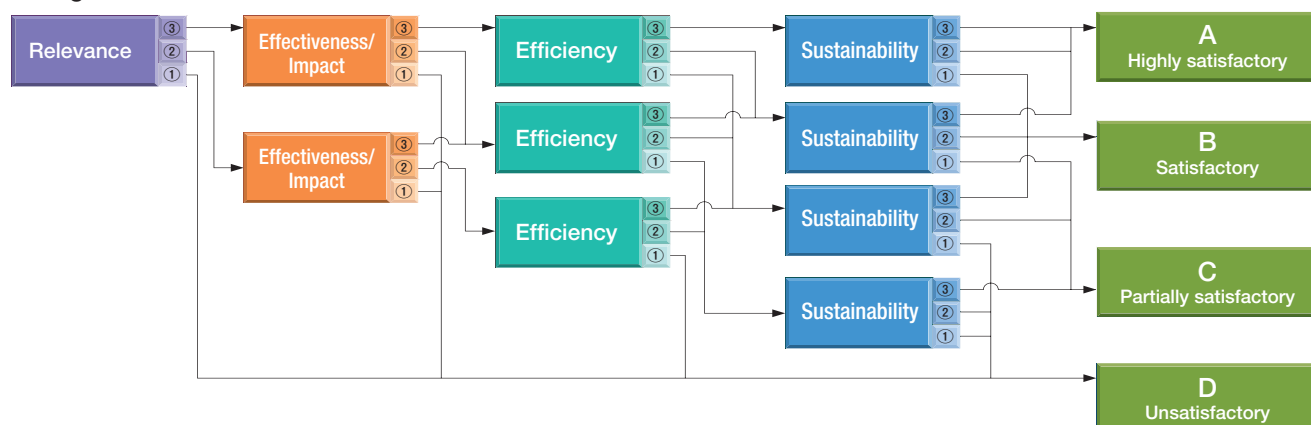 Relevance
③
②
①
Effectiveness/
Impact
③
②
①
Effectiveness/
Impact
③
②
①
Efficiency
③
②
①
Efficiency
③
②
①
Efficiency
③
②
①
Sustainability
③
②
①
Sustainability
③
②
①
Sustainability
③
②
①
Sustainability
③
②
①
A
Highly satisfactory
B
Satisfactory
C
Partially satisfactory
D
Unsatisfactory